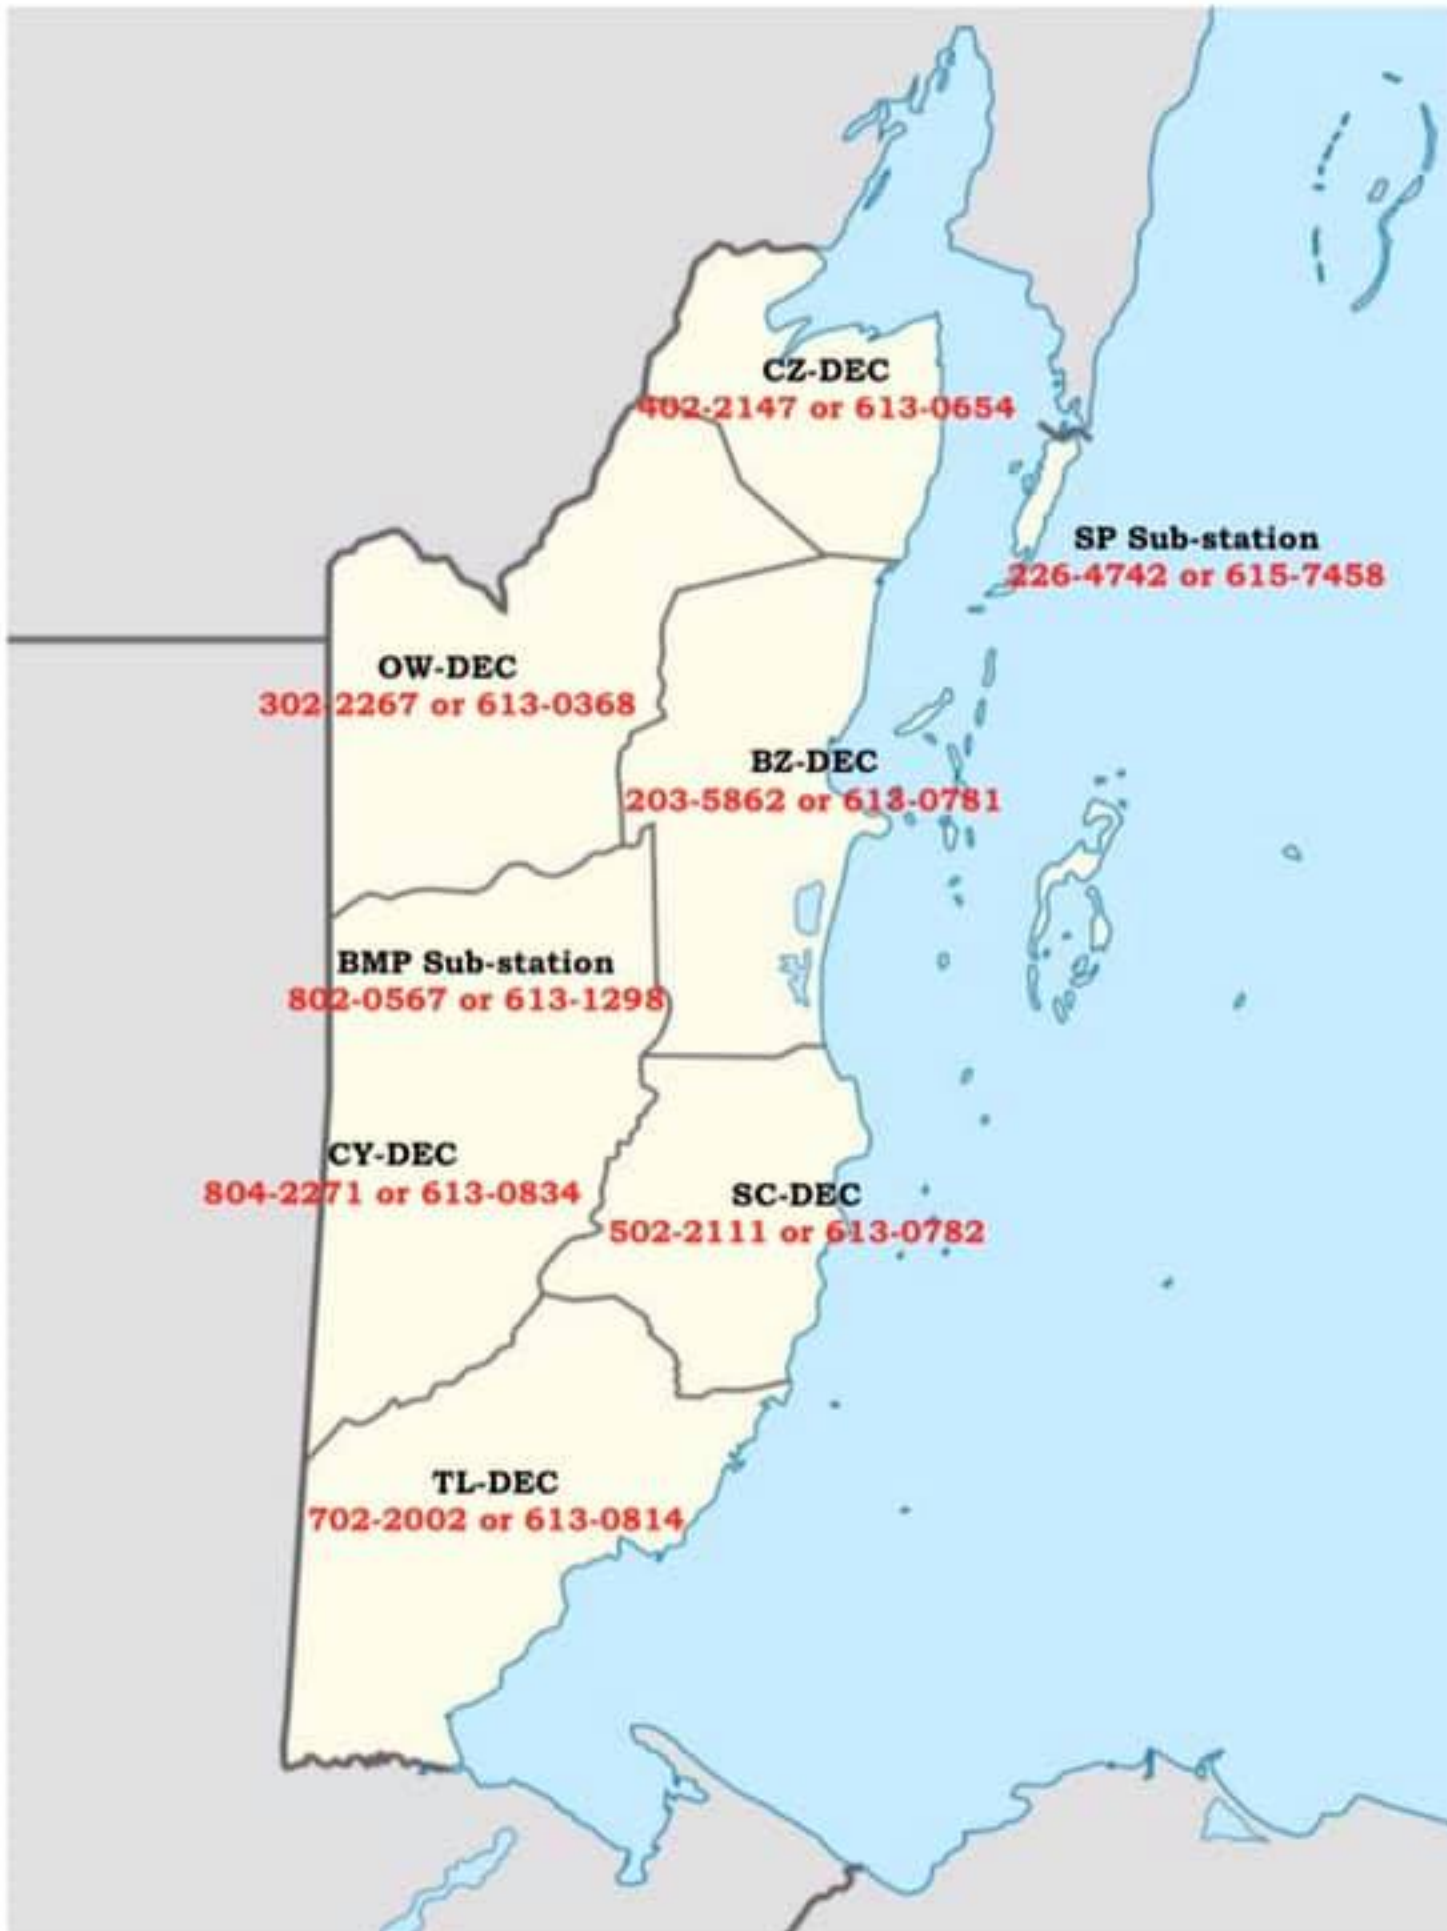 CZ-DEC
402-2147 or 613-0654
SP Sub-station
226-4742 or 615-7458
OW-DEC
302-2267 or 613-0368
BZ-DEC
203-5862 or 613-0781
BMP Sub-station
802-0567 or 613-1298
CY-DEC
804-2271 or 613-0834
SC-DEC
502-2111 or 613-0782
TL-DEC
702-2002 or 613-0814